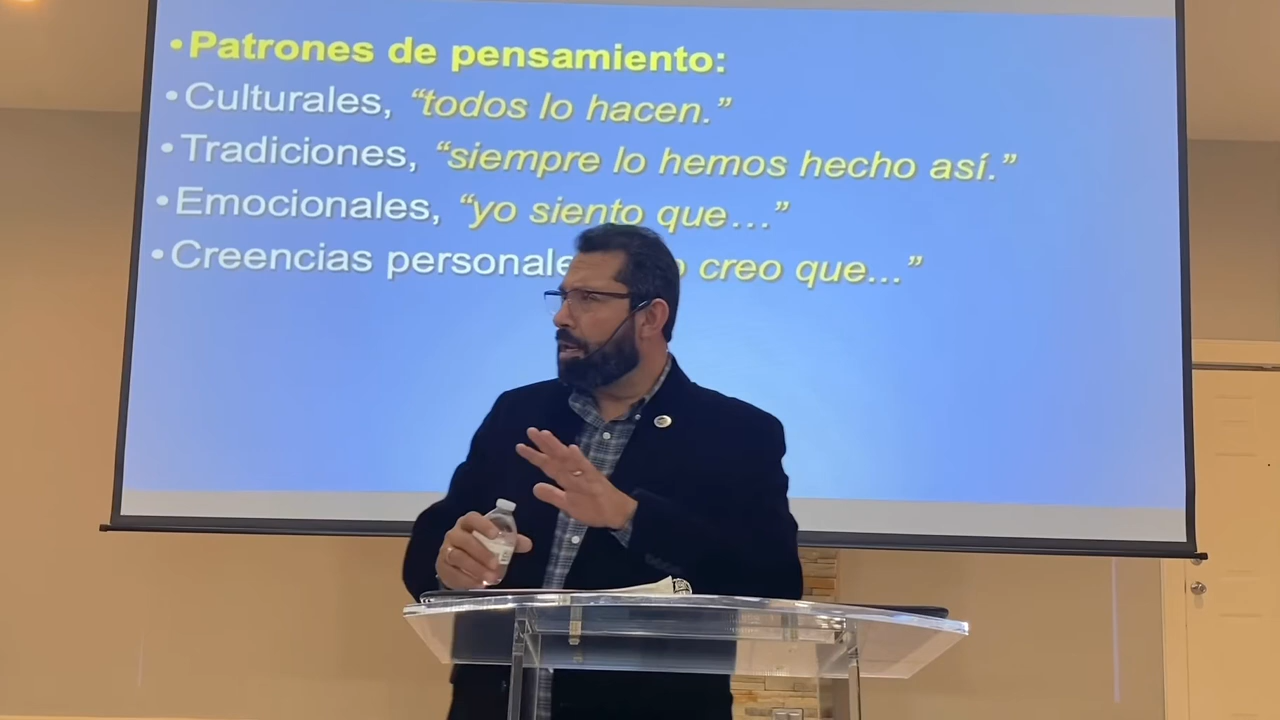 •Patrones de pensamiento:
•Culturales, “todos lo hacen.”
•Tradiciones, “siempre lo hemos hecho así.”
•Emocionales, “yo siento que…”
•Creencias creo que...”